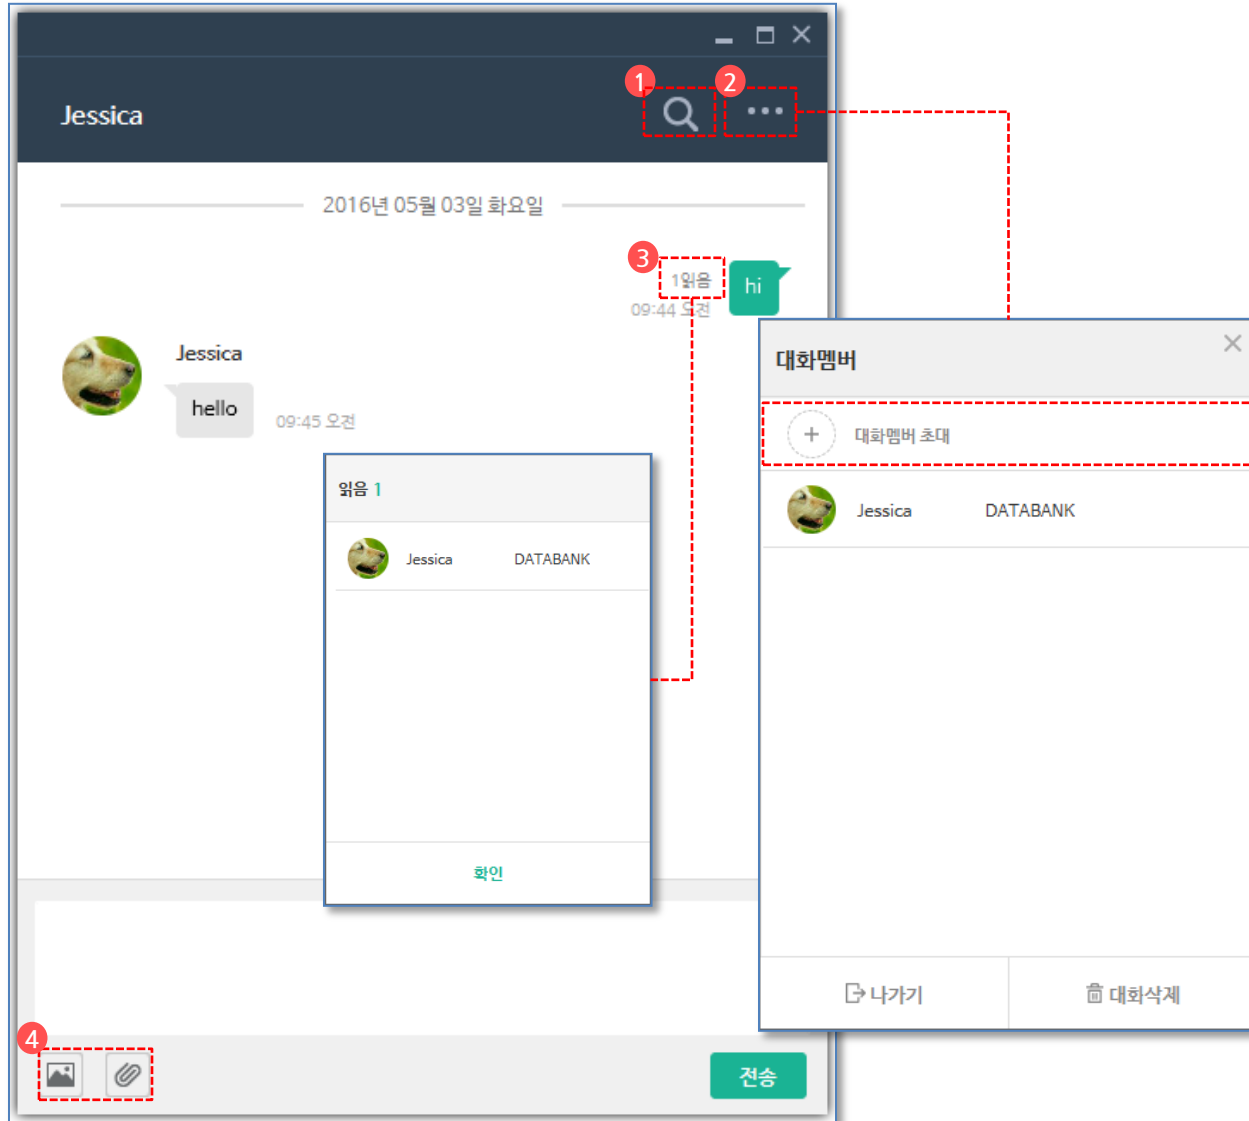 1
2
Jessica
2016년 05월 03일 화요일
3
1읽음
hi
09:44 오전
Jessica
hello
09:45 오전
읽음 1
Jessica DATABANK
확인
대화멤버
대화멤버 초대
Jessica DATABANK
나가기
대회삭제
4
전송